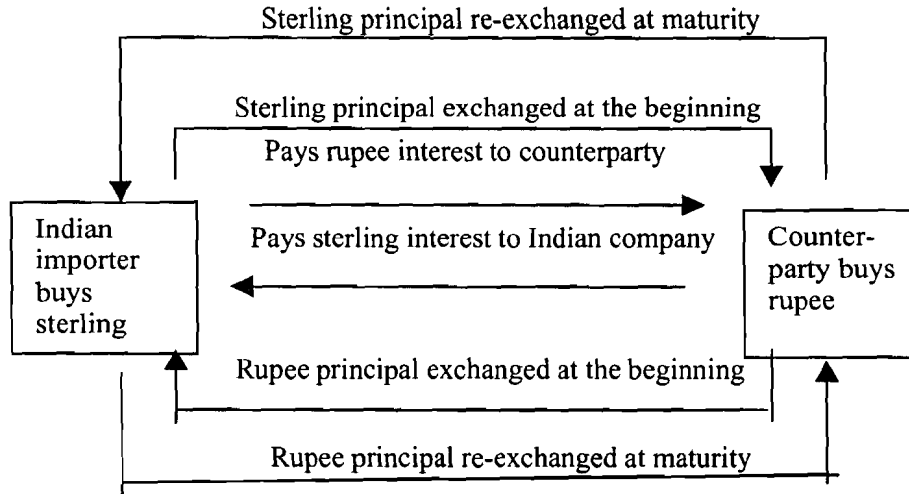 Sterling principal re-exchanged at maturity
Sterling principal exchanged at the beginning
Pays rupee interest to counterparty
Indian
importer
buys
sterling
Pays sterling interest to Indian company
Counter-
party buys
rupee
Rupee principal exchanged at the beginning
Rupee principal re-exchanged at maturity